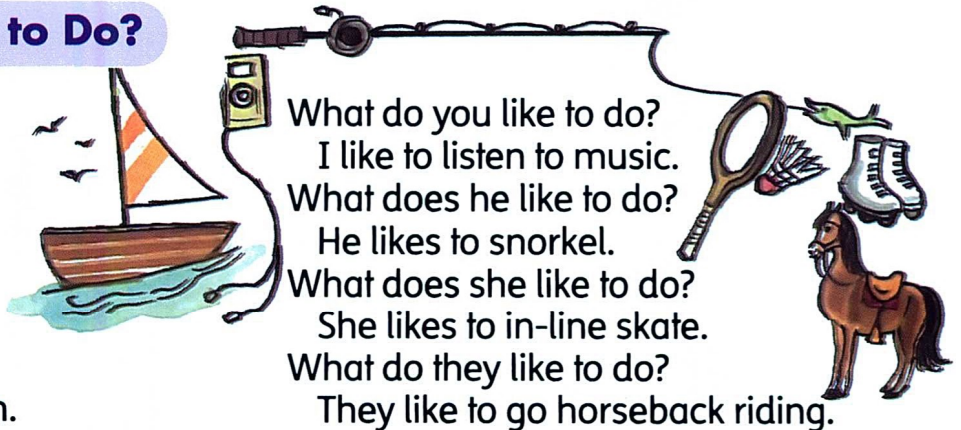 to Do?
What do you like to do?
I like to listen to music.
What does he like to do?
He likes to snorkel.
What does she like to do?
She likes to in-line skate.
What do they like to do?
They like to go horseback riding.